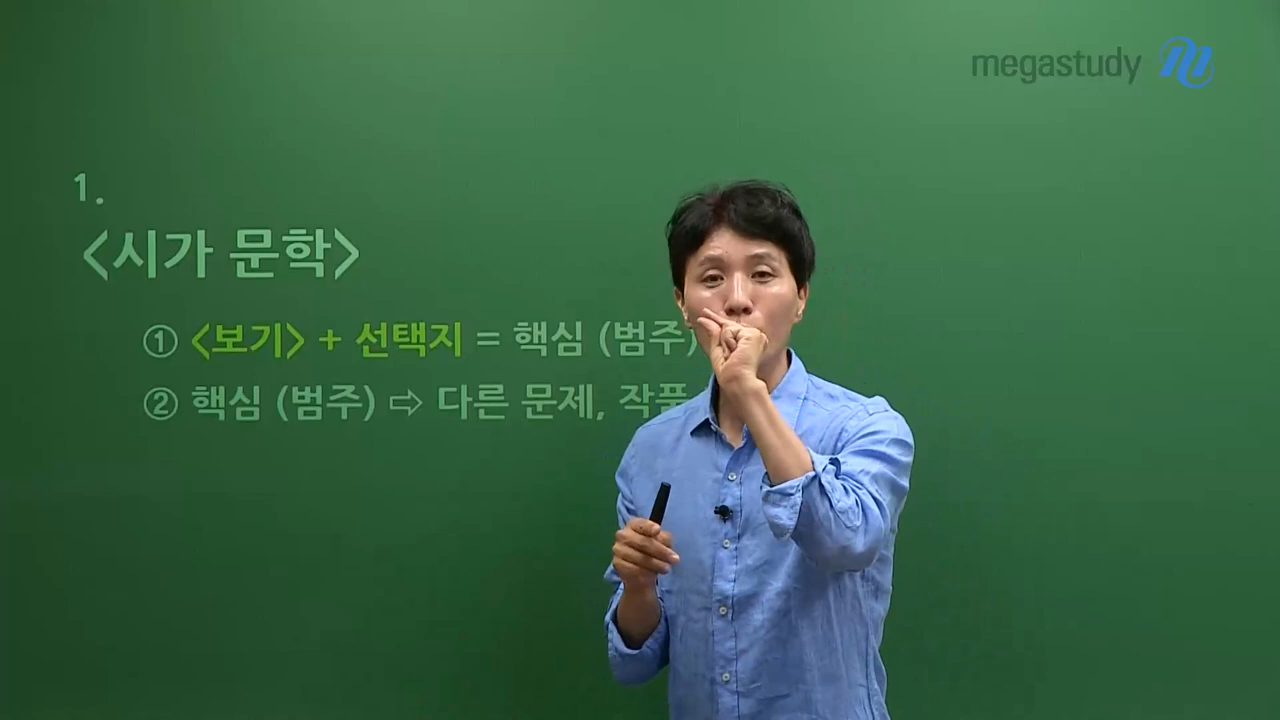 megastudy
1.
<시가 문학>
① <보기> + 선택지 = 핵심 (범주)
② 핵심 (범주) ⇨ 다른 문제, 작품